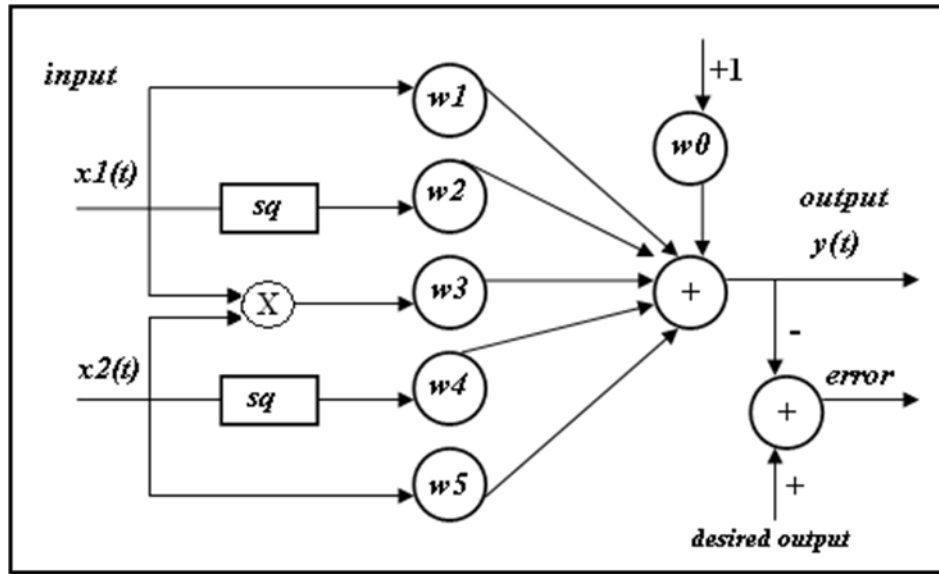 input
x1(t)
sq
X
x2(t)
sq
w1
w2
w3
w4
w5
+1
w0
+
output
y(t)
-
+
error
+
desired output